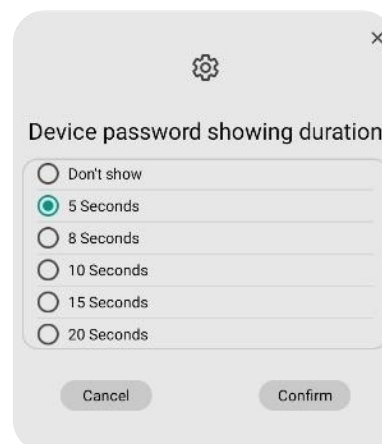 Device password showing duration
Don't show
5 Seconds
8 Seconds
10 Seconds
15 Seconds
20 Seconds
Cancel Confirm